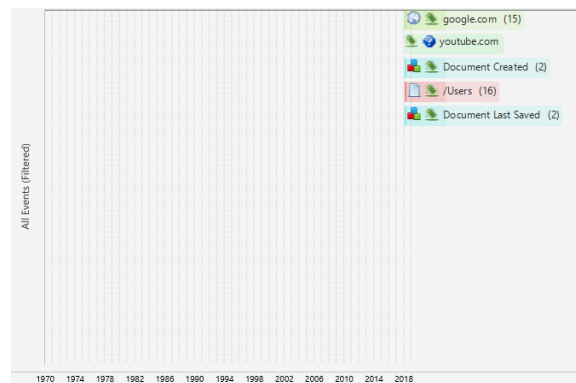 google.com (15)
youtube.com
Document Created (2)
/Users (16)
Document Last Saved (2)
All Events (Filtered)
1970 1974 1978 1982 1986 1990 1994 1998 2002 2006 2010 2014 2018